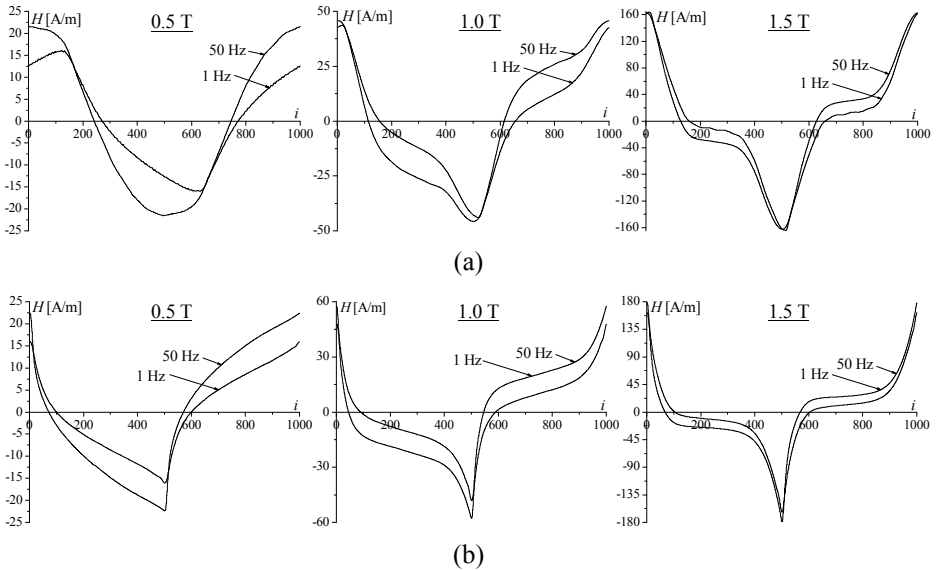 H [A/m] 0.5 T
25
20
15
10
5
0
-5
-10
-15
-20
-25
0 200 400 600 800 1000
50 Hz
1 Hz
i
H [A/m] 1.0 T
50
25
0
-25
-50
0 200 400 600 800 1000
50 Hz
1 Hz
i
H [A/m] 1.5 T
160
120
80
40
0
-40
-80
-120
-160
0 200 400 600 800 1000
50 Hz
1 Hz
i
(a)
H [A/m] 0.5 T
25
20
15
10
5
0
-5
-10
-15
-20
-25
0 200 400 600 800 1000
50 Hz
1 Hz
i
H [A/m] 1.0 T
60
30
0
-30
-60
0 200 400 600 800 1000
50 Hz
1 Hz
i
H [A/m] 1.5 T
180
135
90
45
0
-45
-90
-135
-180
0 200 400 600 800 1000
50 Hz
1 Hz
i
(b)